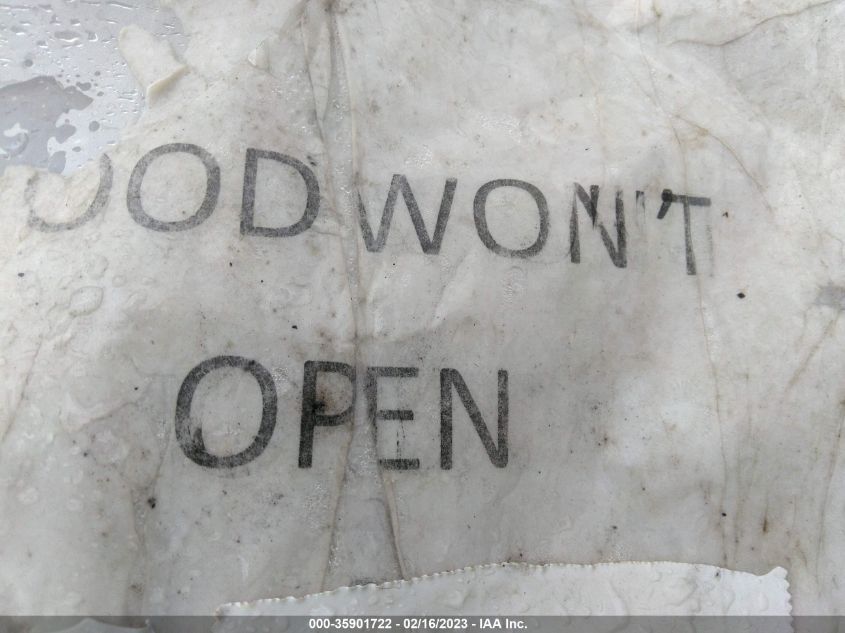 OOD WON'T
OPEN
000-35901722 - 02/16/2023 - IAA Inc.